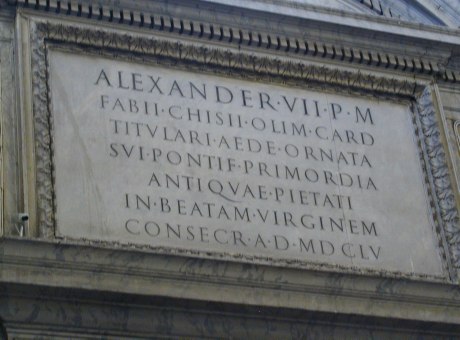 ALEXANDER·VII·P·M
FABII·CHISII·OLIM·CARD
TITVLARI·AEDE·ORNATA
SVI·PONTIF·PRIMORDIA
ANTIQVAE·PIETATI
IN·BEATAM·VIRGINEM
CONSECR·A·D·MDCLV